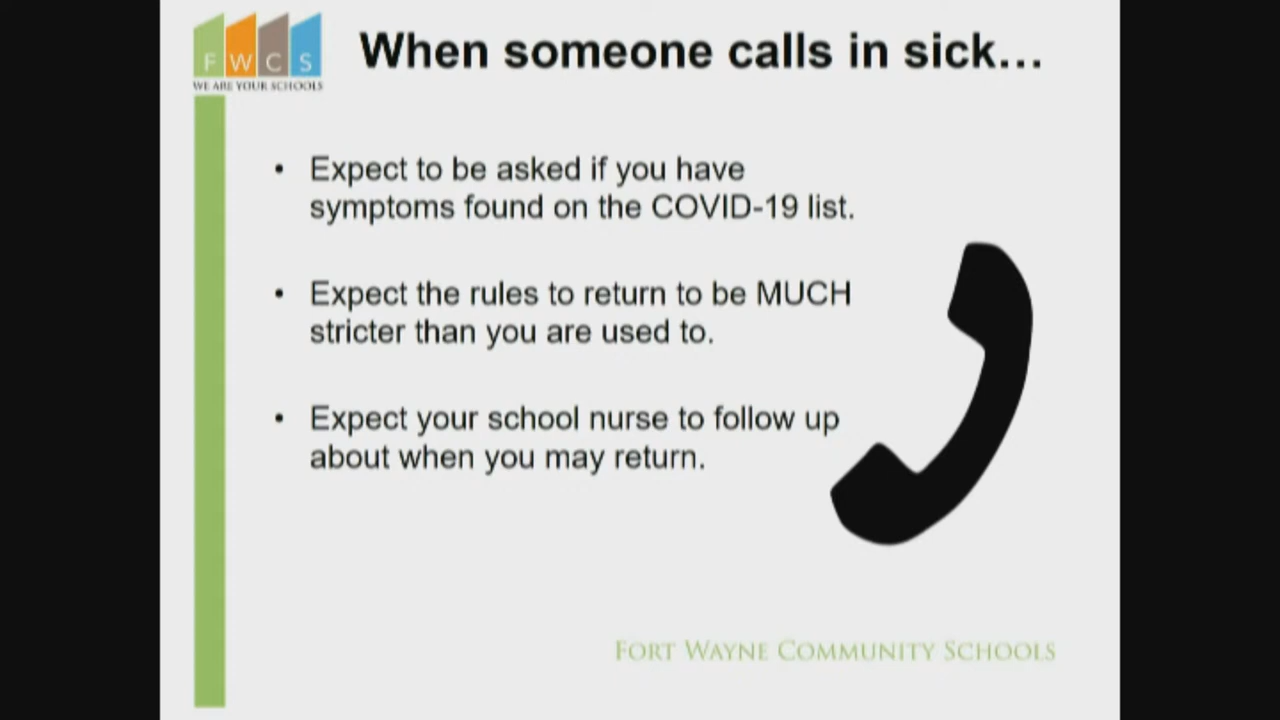 FWCS
WE ARE YOUR SCHOOLS
When someone calls in sick...
• Expect to be asked if you have
symptoms found on the COVID-19 list.
• Expect the rules to return to be MUCH
stricter than you are used to.
• Expect your school nurse to follow up
about when you may return.
FORT WAYNE COMMUNITY SCHOOLS